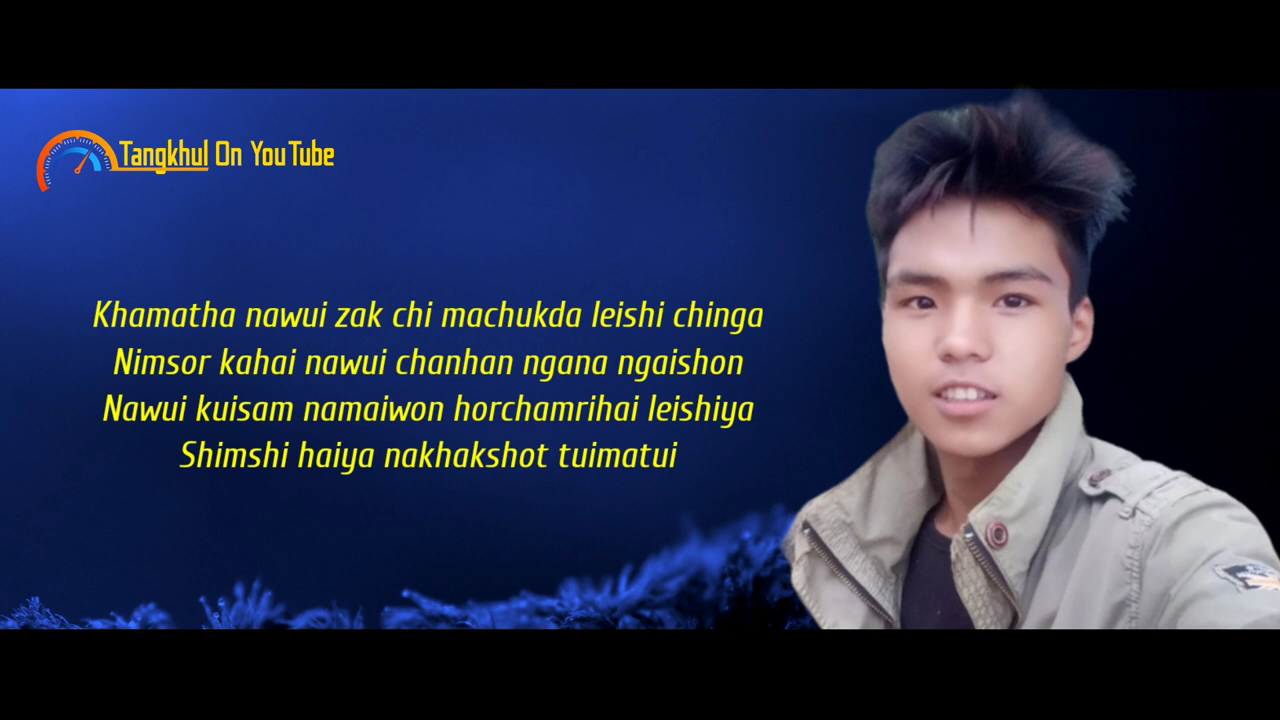 Tangkhul On YouTube
Khamatha nawui zak chi machukda leishi chinga
Nimsor kahai nawui chanhan ngana ngaishon
Nawui kuisam namaiwon horchamrihai leishiya
Shimshi haiya nakhakshot tuimatui